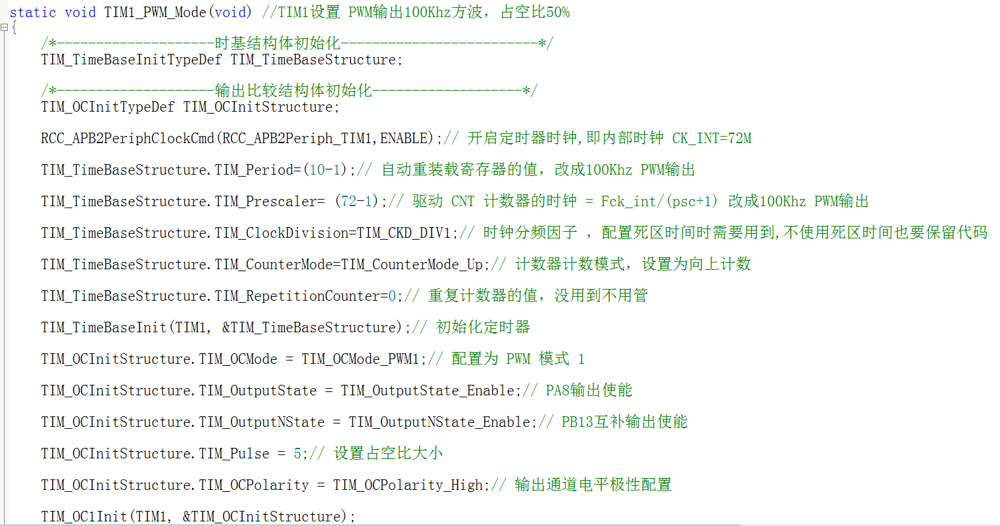 static void TIM1_PWM_Mode(void) //TIM1设置 PWM输出100Khz方波，占空比50%
{
/*--------------------时基结构体初始化-------------------------*/
TIM_TimeBaseInitTypeDef TIM_TimeBaseStructure;
/*--------------------输出比较结构体初始化-------------------*/
TIM_OCInitTypeDef TIM_OCInitStructure;
RCC_APB2PeriphClockCmd(RCC_APB2Periph_TIM1,ENABLE);// 开启定时器时钟,即内部时钟 CK_INT=72M
TIM_TimeBaseStructure.TIM_Period=(10-1);// 自动重装载寄存器的值，改成100Khz PWM输出
TIM_TimeBaseStructure.TIM_Prescaler= (72-1);// 驱动 CNT 计数器的时钟 = Fck_int/(psc+1) 改成100Khz PWM输出
TIM_TimeBaseStructure.TIM_ClockDivision=TIM_CKD_DIV1;// 时钟分频因子 ，配置死区时间时需要用到,不使用死区时间也要保留代码
TIM_TimeBaseStructure.TIM_CounterMode=TIM_CounterMode_Up;// 计数器计数模式，设置为向上计数
TIM_TimeBaseStructure.TIM_RepetitionCounter=0;// 重复计数器的值，没用到不用管
TIM_TimeBaseInit(TIM1, &TIM_TimeBaseStructure);// 初始化定时器
TIM_OCInitStructure.TIM_OCMode = TIM_OCMode_PWM1;// 配置为 PWM 模式 1
TIM_OCInitStructure.TIM_OutputState = TIM_OutputState_Enable;// PA8输出使能
TIM_OCInitStructure.TIM_OutputNState = TIM_OutputNState_Enable;// PB13互补输出使能
TIM_OCInitStructure.TIM_Pulse = 5;// 设置占空比大小
TIM_OCInitStructure.TIM_OCPolarity = TIM_OCPolarity_High;// 输出通道电平极性配置
TIM_OC1Init(TIM1, &TIM_OCInitStructure);